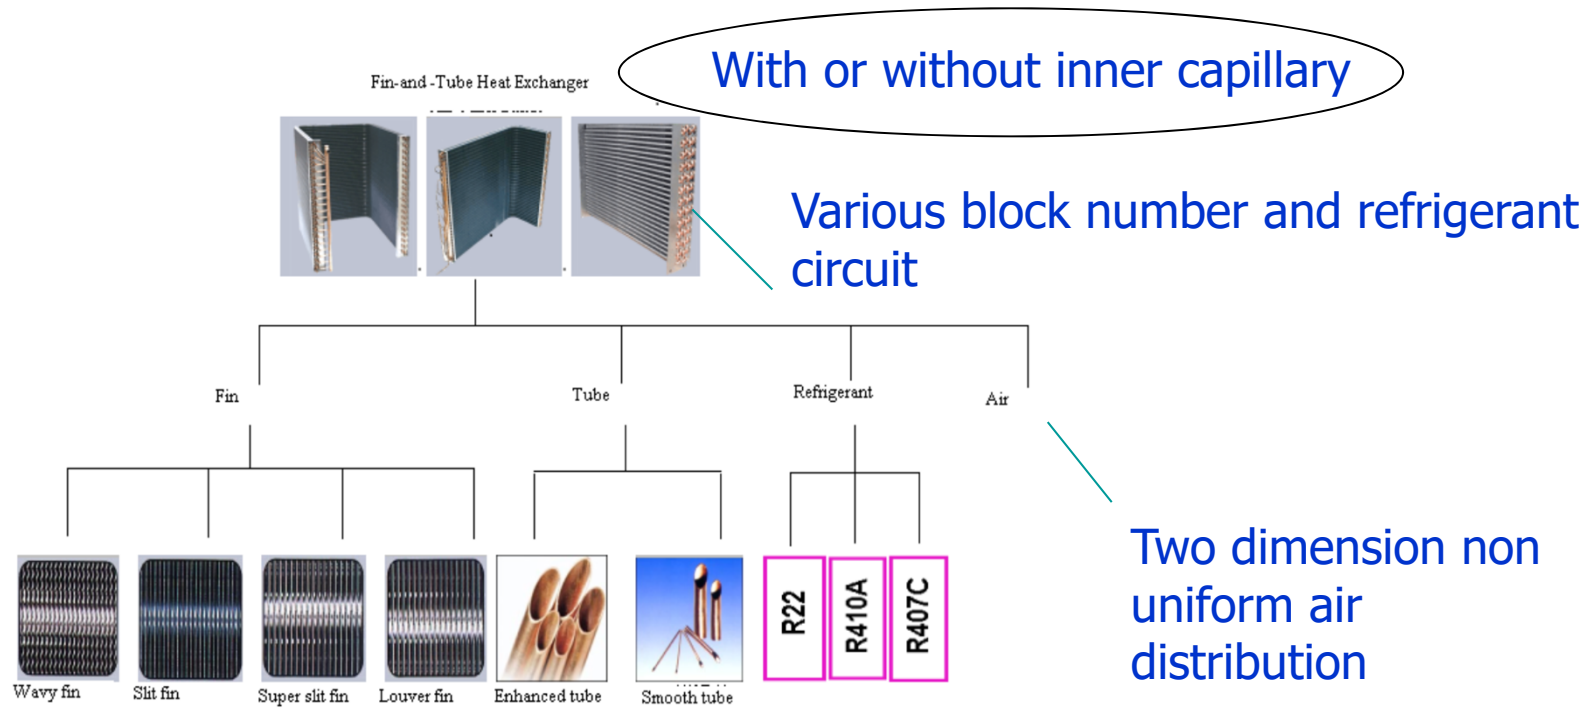 With or without inner capillary
Fin-and -Tube Heat Exchanger
Various block number and refrigerant
circuit
Fin
Tube
Refrigerant
Air
R22
R410A
R407C
Two dimension non
uniform air
distribution
Wavy fin
Slit fin
Super slit fin
Louver fin
Enhanced tube
Smooth tube